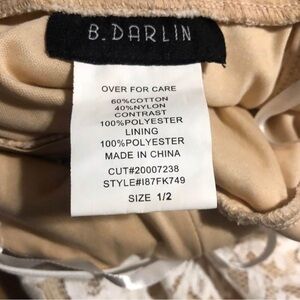 B.DARLIN
OVER FOR CARE
60%COTTON
40%NYLON
CONTRAST
100%POLYESTER
LINING
100%POLYESTER
MADE IN CHINA
CUT#20007238
STYLE#I87FK749
SIZE 1/2